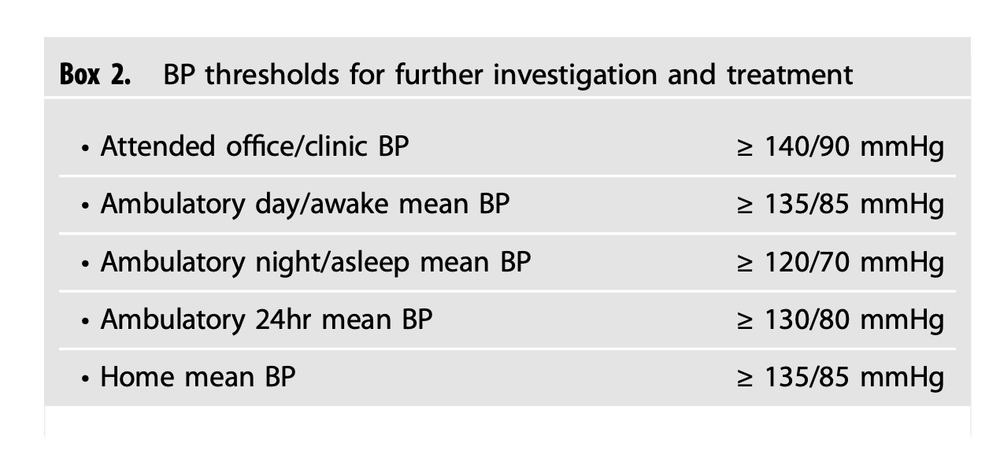 Box 2. BP thresholds for further investigation and treatment
• Attended office/clinic BP ≥ 140/90 mmHg
• Ambulatory day/awake mean BP ≥ 135/85 mmHg
• Ambulatory night/asleep mean BP ≥ 120/70 mmHg
• Ambulatory 24hr mean BP ≥ 130/80 mmHg
• Home mean BP ≥ 135/85 mmHg